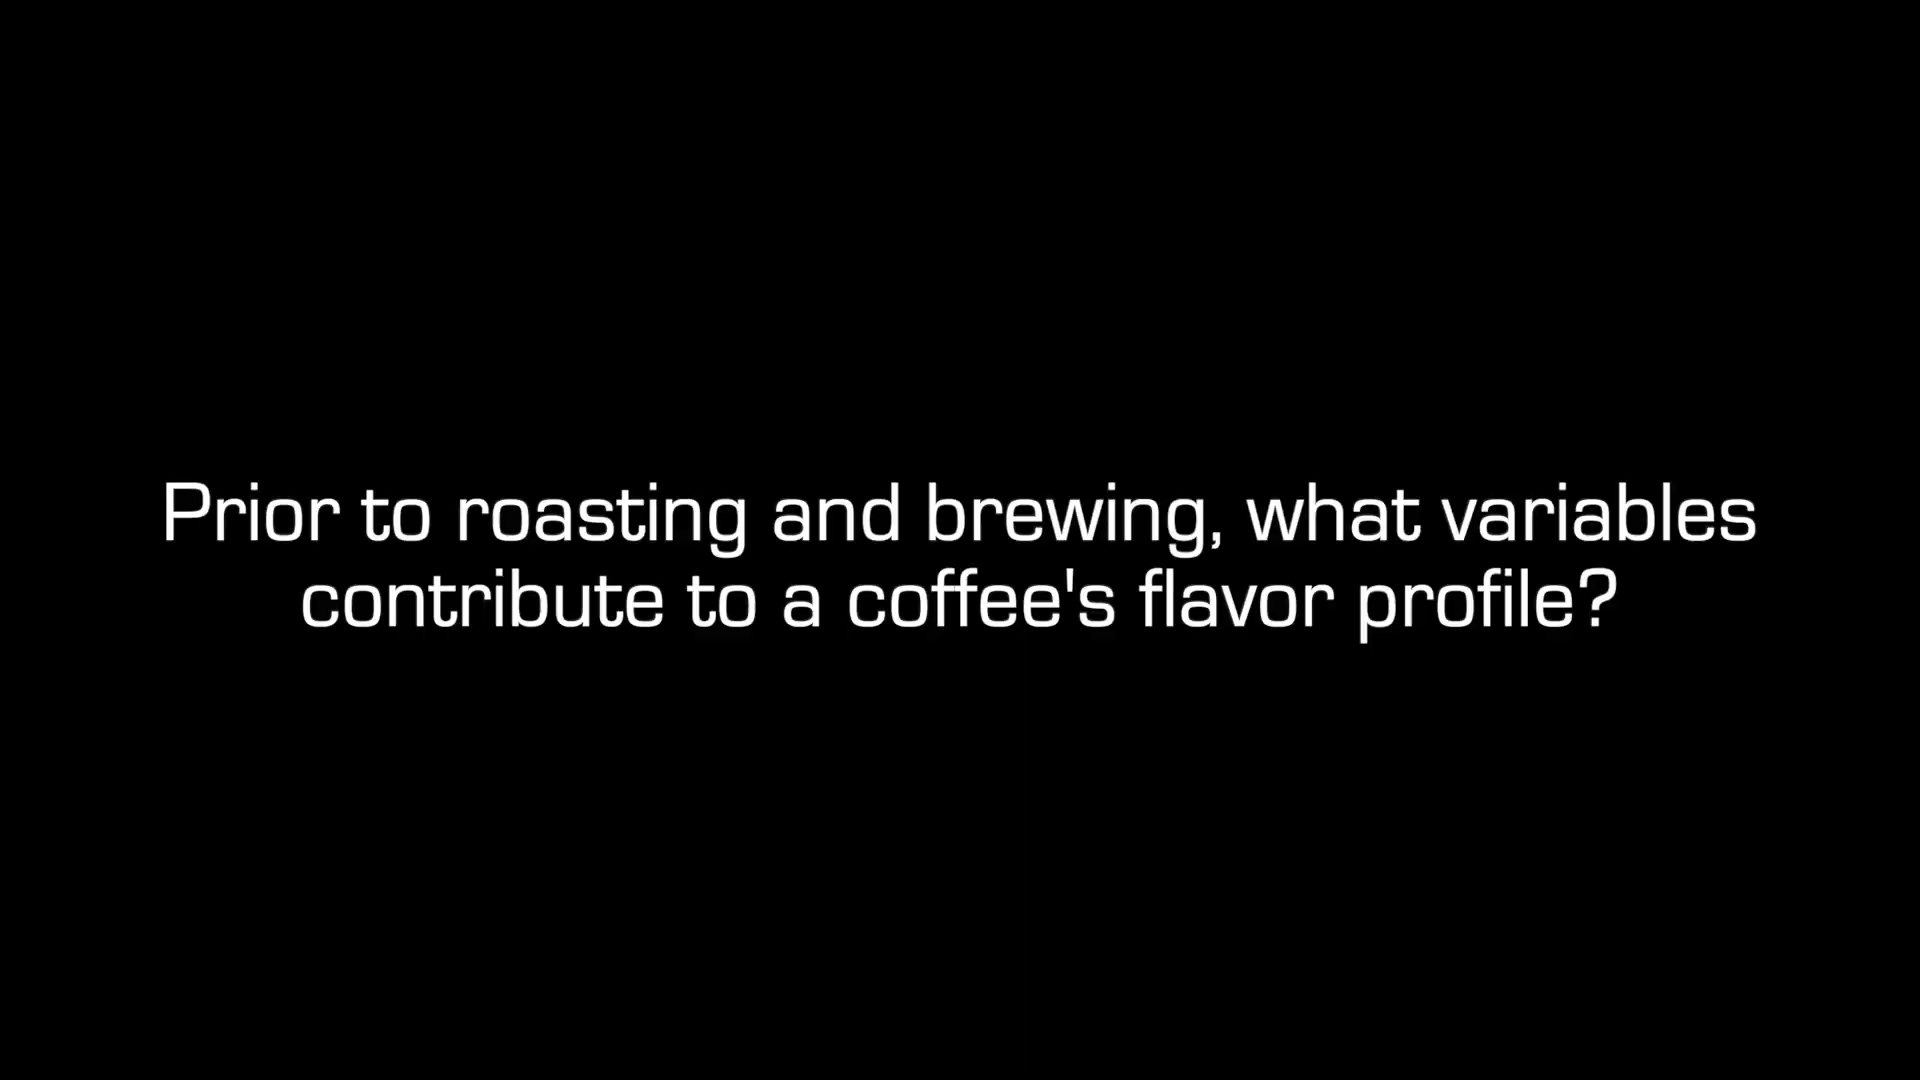 Prior to roasting and brewing, what variables
contribute to a coffee's flavor profile?